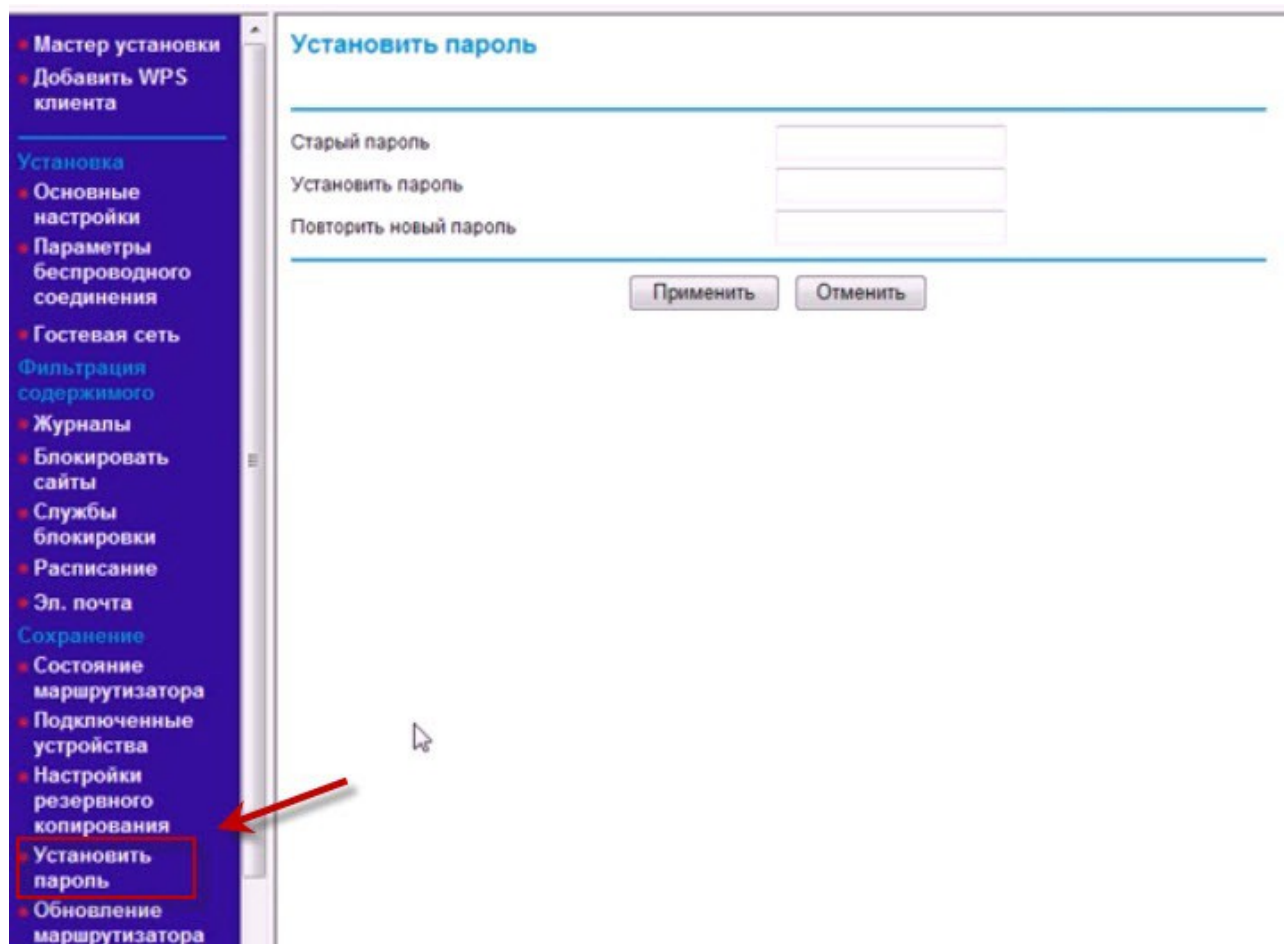 Мастер установки
Добавить WPS
клиента
Установка
Основные
настройки
Параметры
беспроводного
соединения
Гостевая сеть
Фильтрация
содержимого
Журналы
Блокировать
сайты
Службы
блокировки
Расписание
Эл. почта
Сохранение
Состояние
маршрутизатора
Подключенные
устройства
Настройки
резервного
копирования
Установить
пароль
Обновление
маршрутизатора
Установить пароль
Старый пароль
Установить пароль
Повторить новый пароль
Применить Отменить